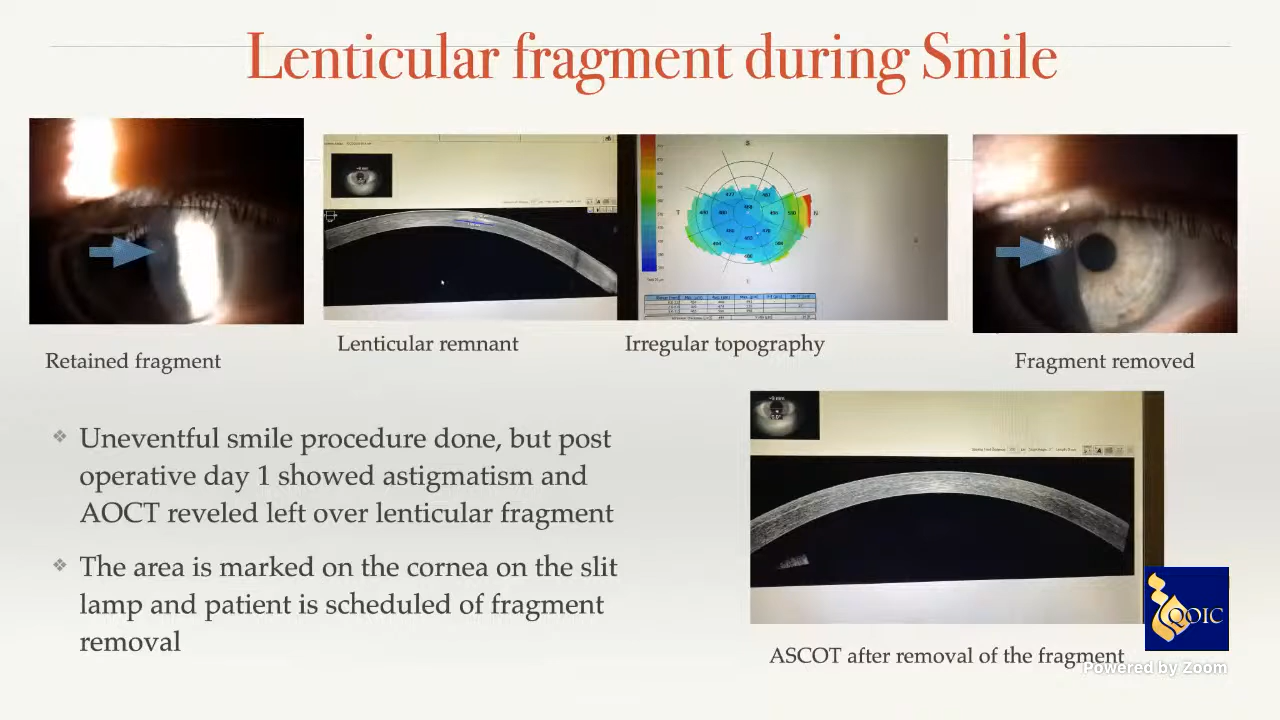 Lenticular fragment during Smile
Retained fragment
Lenticular remnant
Irregular topography
Fragment removed
❖ Uneventful smile procedure done, but post
operative day 1 showed astigmatism and
AOCT reveled left over lenticular fragment
❖ The area is marked on the cornea on the slit
lamp and patient is scheduled of fragment
removal
ASCOT after removal of the fragment
QOIC
Powered by Zoom